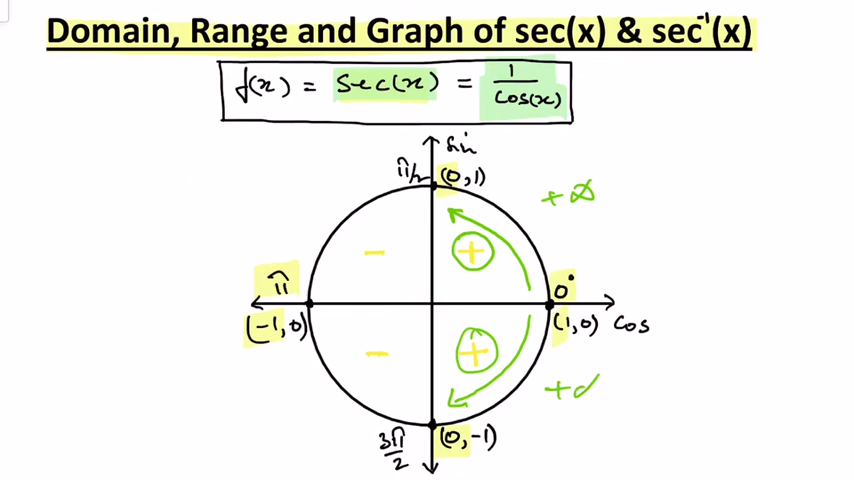 Domain, Range and Graph of sec(x) & sec⁻¹(x)
f(x) = sec(x) = 1/cos(x)
sin
π/2 (0,1)
+∞
- +
π 0°
(-1,0) (1,0) cos
- +
3π/2 (0,-1)